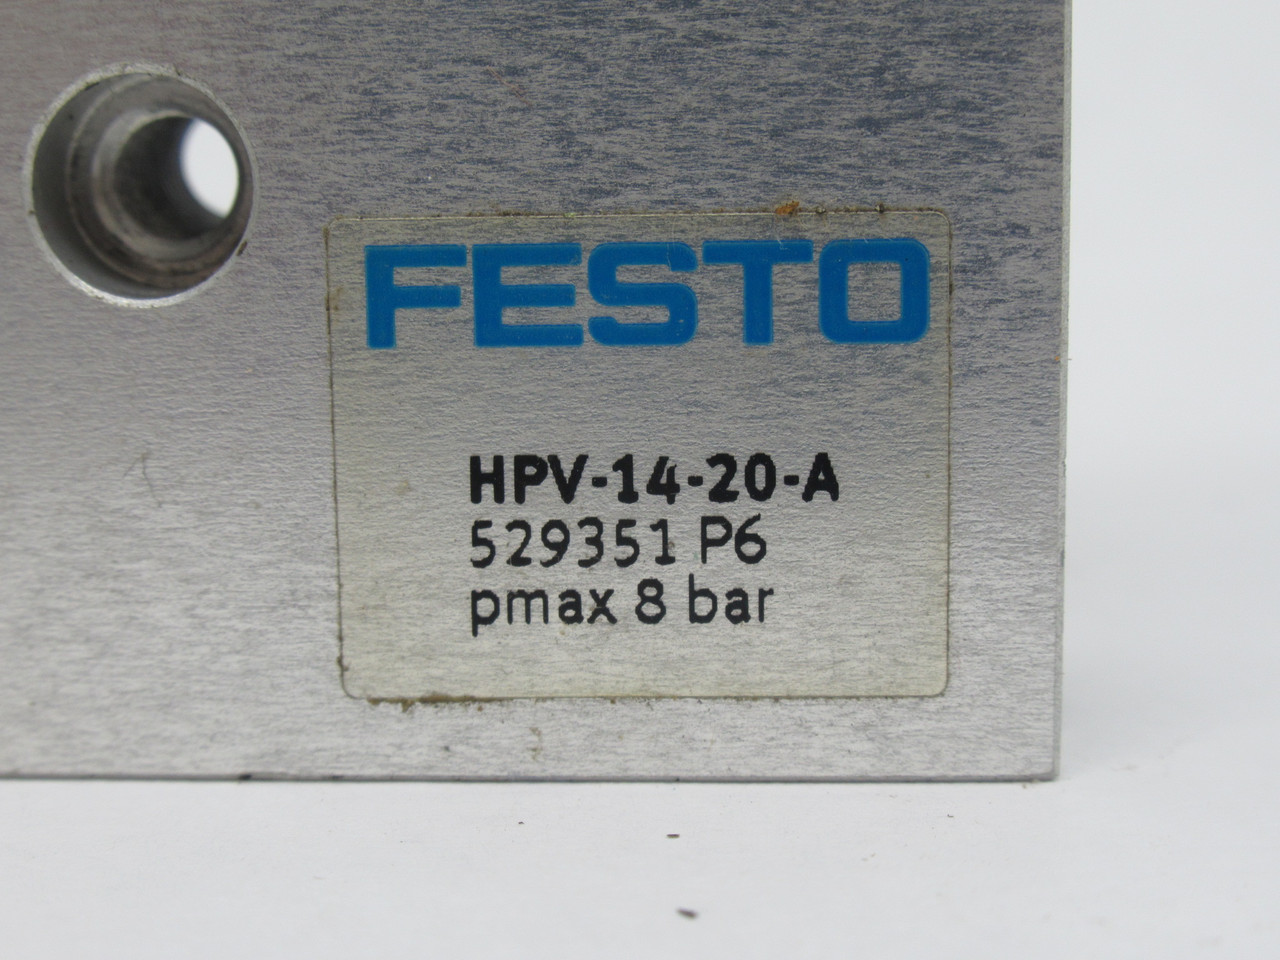 FESTO
HPV-14-20-A
529351 P6
pmax 8 bar